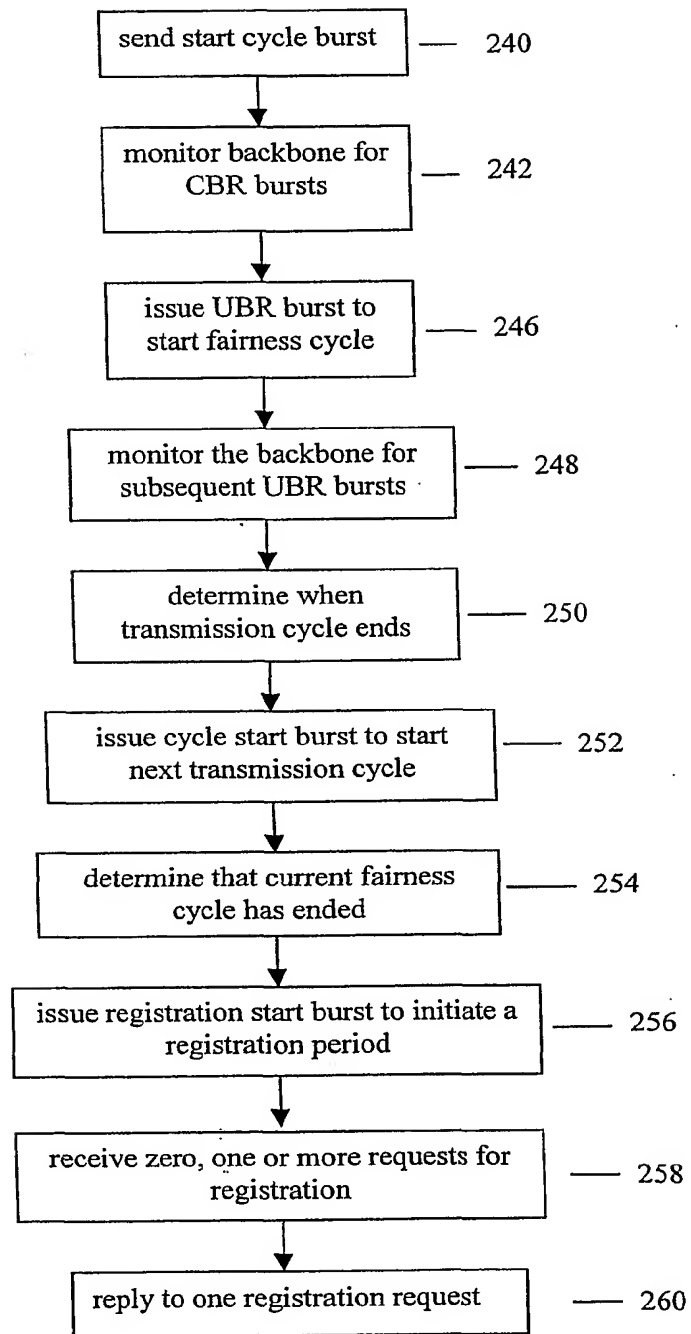 send start cycle burst 240
monitor backbone for
CBR bursts 242
issue UBR burst to
start fairness cycle 246
monitor the backbone for
subsequent UBR bursts 248
determine when
transmission cycle ends 250
issue cycle start burst to start
next transmission cycle 252
determine that current fairness
cycle has ended 254
issue registration start burst to initiate a
registration period 256
receive zero, one or more requests for
registration 258
reply to one registration request 260